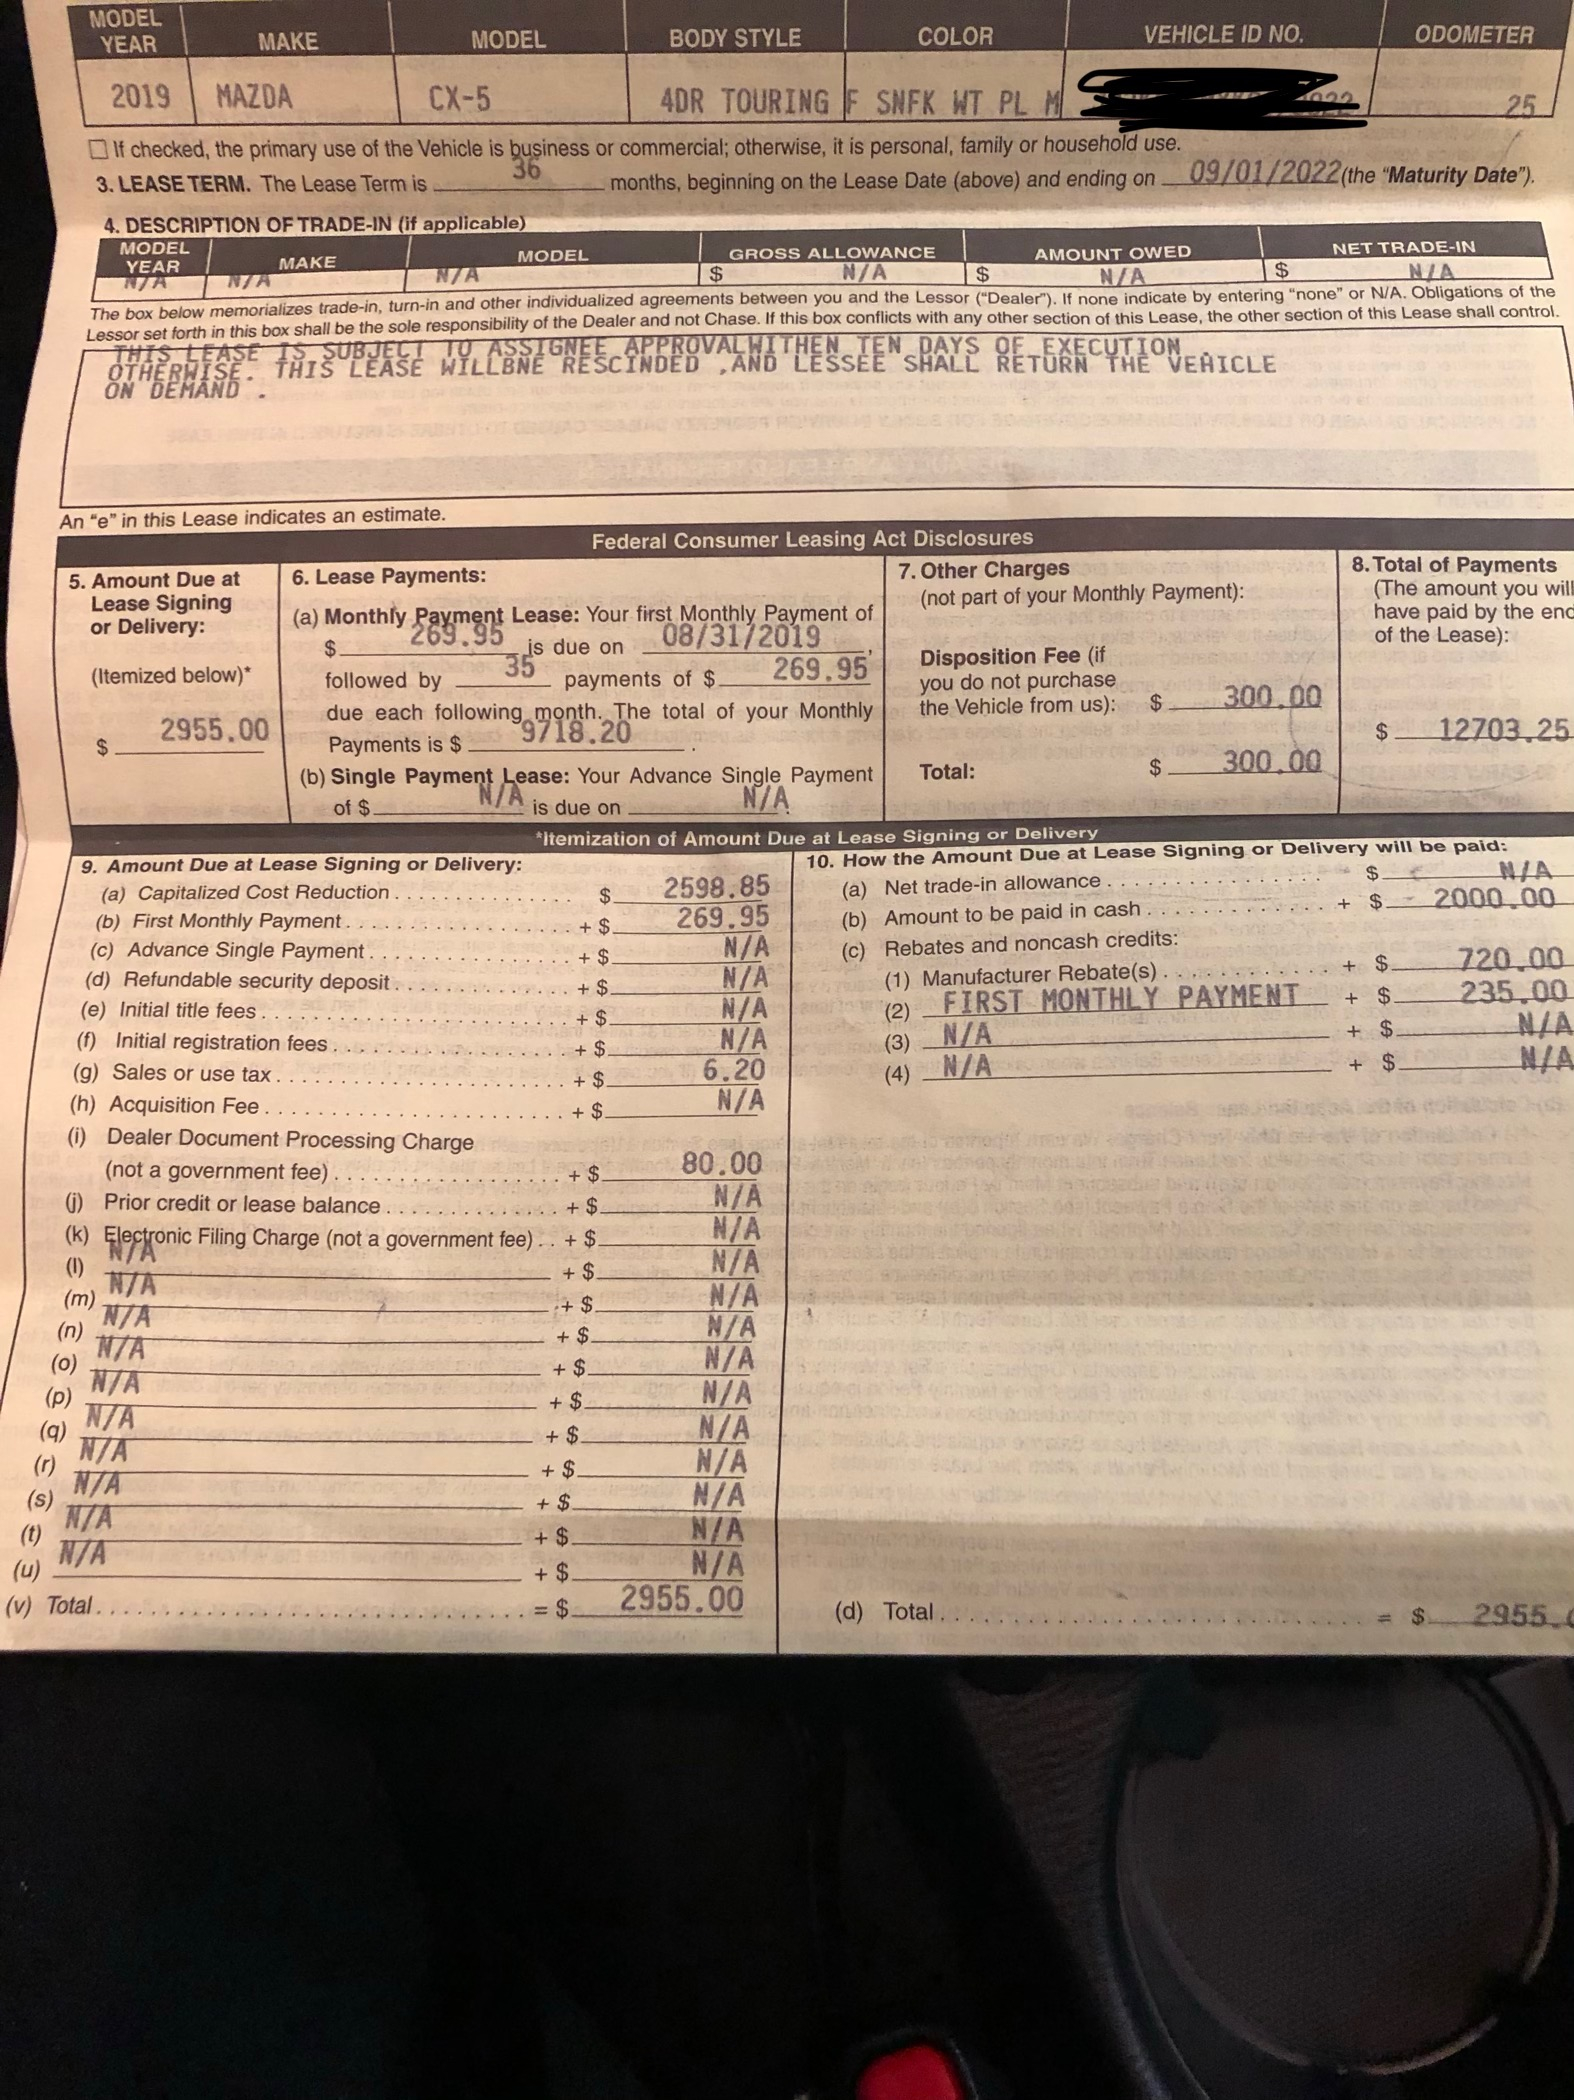 MODEL YEAR MAKE MODEL BODY STYLE COLOR VEHICLE ID NO. ODOMETER
2019 MAZDA CX-5 4DR TOURING F SNFK WT PL M 25
If checked, the primary use of the Vehicle is business or commercial; otherwise, it is personal, family or household use.
3. LEASE TERM. The Lease Term is 36 months, beginning on the Lease Date (above) and ending on 09/01/2022 (the “Maturity Date”).
4. DESCRIPTION OF TRADE-IN (if applicable)
MODEL YEAR MAKE MODEL GROSS ALLOWANCE AMOUNT OWED NET TRADE-IN
N/A N/A N/A $ N/A $ N/A $ N/A
The box below memorializes trade-in, turn-in and other individualized agreements between you and the Lessor (“Dealer”). If none indicate by entering “none” or N/A. Obligations of the
Lessor set forth in this box shall be the sole responsibility of the Dealer and not Chase. If this box conflicts with any other section of this Lease, the other section of this Lease shall control.
THIS LEASE IS SUBJECT TO ASSIGNEE APPROVALWITHEN TEN DAYS OF EXECUTION .
OTHERWISE. THIS LEASE WILLBNE RESCINDED ,AND LESSEE SHALL RETURN THE VEHICLE
ON DEMAND .
An “e” in this Lease indicates an estimate.
Federal Consumer Leasing Act Disclosures
5. Amount Due at
Lease Signing
or Delivery:
(Itemized below)*
$ 2955.00
6. Lease Payments:
(a) Monthly Payment Lease: Your first Monthly Payment of
$ 269.95 is due on 08/31/2019,
followed by 35 payments of $ 269.95
due each following month. The total of your Monthly
Payments is $ 9718.20.
(b) Single Payment Lease: Your Advance Single Payment
of $ N/A is due on N/A.
7. Other Charges
(not part of your Monthly Payment):
Disposition Fee (if
you do not purchase
the Vehicle from us): $ 300.00
Total: $ 300.00
8. Total of Payments
(The amount you will
have paid by the end
of the Lease):
$ 12703.25
*Itemization of Amount Due at Lease Signing or Delivery
9. Amount Due at Lease Signing or Delivery:
(a) Capitalized Cost Reduction . . . . . . . . . . . . . . $ 2598.85
(b) First Monthly Payment . . . . . . . . . . . . . . . . + $ 269.95
(c) Advance Single Payment . . . . . . . . . . . . . . + $ N/A
(d) Refundable security deposit . . . . . . . . . . . . + $ N/A
(e) Initial title fees . . . . . . . . . . . . . . . . . . . . . + $ N/A
(f) Initial registration fees . . . . . . . . . . . . . . . . . + $ N/A
(g) Sales or use tax . . . . . . . . . . . . . . . . . . . . + $ 6.20
(h) Acquisition Fee . . . . . . . . . . . . . . . . . . . . . + $ N/A
(i) Dealer Document Processing Charge
(not a government fee) . . . . . . . . . . . . . . . . + $ 80.00
(j) Prior credit or lease balance . . . . . . . . . . . . + $ N/A
(k) Electronic Filing Charge (not a government fee) . . + $ N/A
(l) N/A + $ N/A
(m) N/A + $ N/A
(n) N/A + $ N/A
(o) N/A + $ N/A
(p) N/A + $ N/A
(q) N/A + $ N/A
(r) N/A + $ N/A
(s) N/A + $ N/A
(t) N/A + $ N/A
(u) N/A + $ N/A
(v) Total . . . . . . . . . . . . . . . . . . . . . . . . . . . . = $ 2955.00
10. How the Amount Due at Lease Signing or Delivery will be paid:
(a) Net trade-in allowance . . . . . . . . . . . . . . . . $ N/A
(b) Amount to be paid in cash . . . . . . . . . . . . . + $ 2000.00
(c) Rebates and noncash credits:
(1) Manufacturer Rebate(s) . . . . . . . . . . . . + $ 720.00
(2) FIRST MONTHLY PAYMENT + $ 235.00
(3) N/A + $ N/A
(4) N/A + $ N/A
(d) Total . . . . . . . . . . . . . . . . . . . . . . . . . . . . = $ 2955.